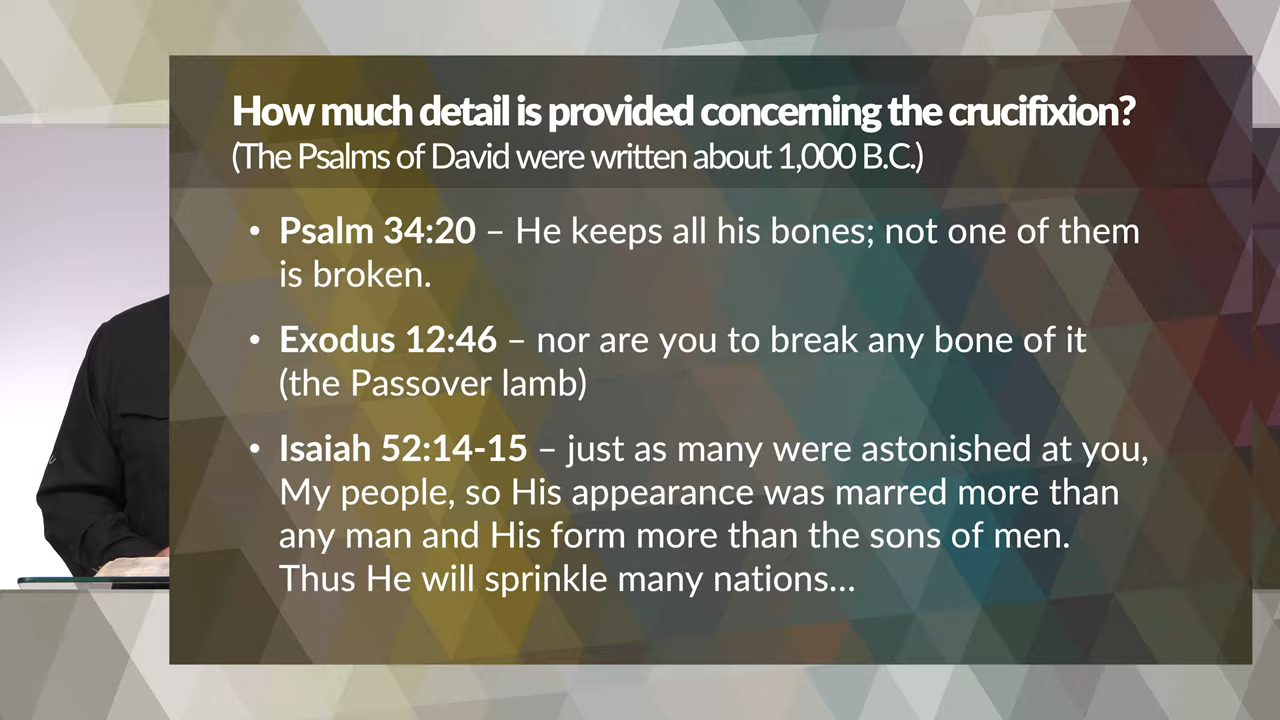 How much detail is provided concerning the crucifixion?
(The Psalms of David were written about 1,000 B.C.)
• Psalm 34:20 – He keeps all his bones; not one of them
is broken.
• Exodus 12:46 – nor are you to break any bone of it
(the Passover lamb)
• Isaiah 52:14-15 – just as many were astonished at you,
My people, so His appearance was marred more than
any man and His form more than the sons of men.
Thus He will sprinkle many nations...